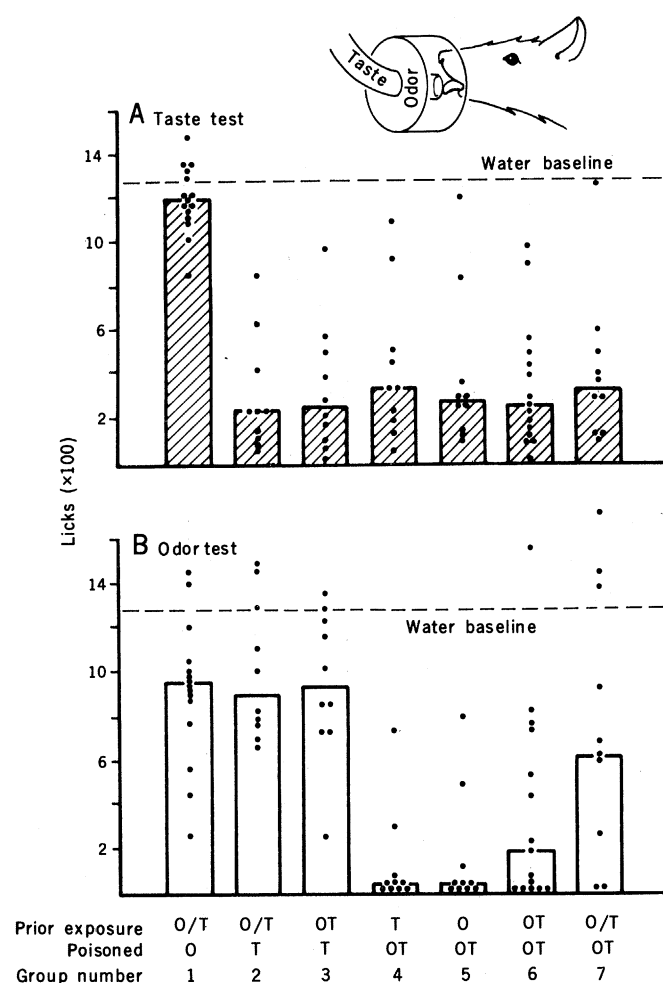 Taste
Odor
A Taste test
Water baseline
14
10
6
2
Licks (×100)
B Odor test
14
Water baseline
10
6
2
Prior exposure O/T O/T OT T O OT O/T
Poisoned O T T OT OT OT OT
Group number 1 2 3 4 5 6 7